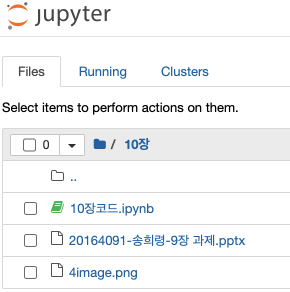 jupyter
Files Running Clusters
Select items to perform actions on them.
0 / 10장
..
10장코드.ipynb
20164091-송희령-9장 과제.pptx
4image.png